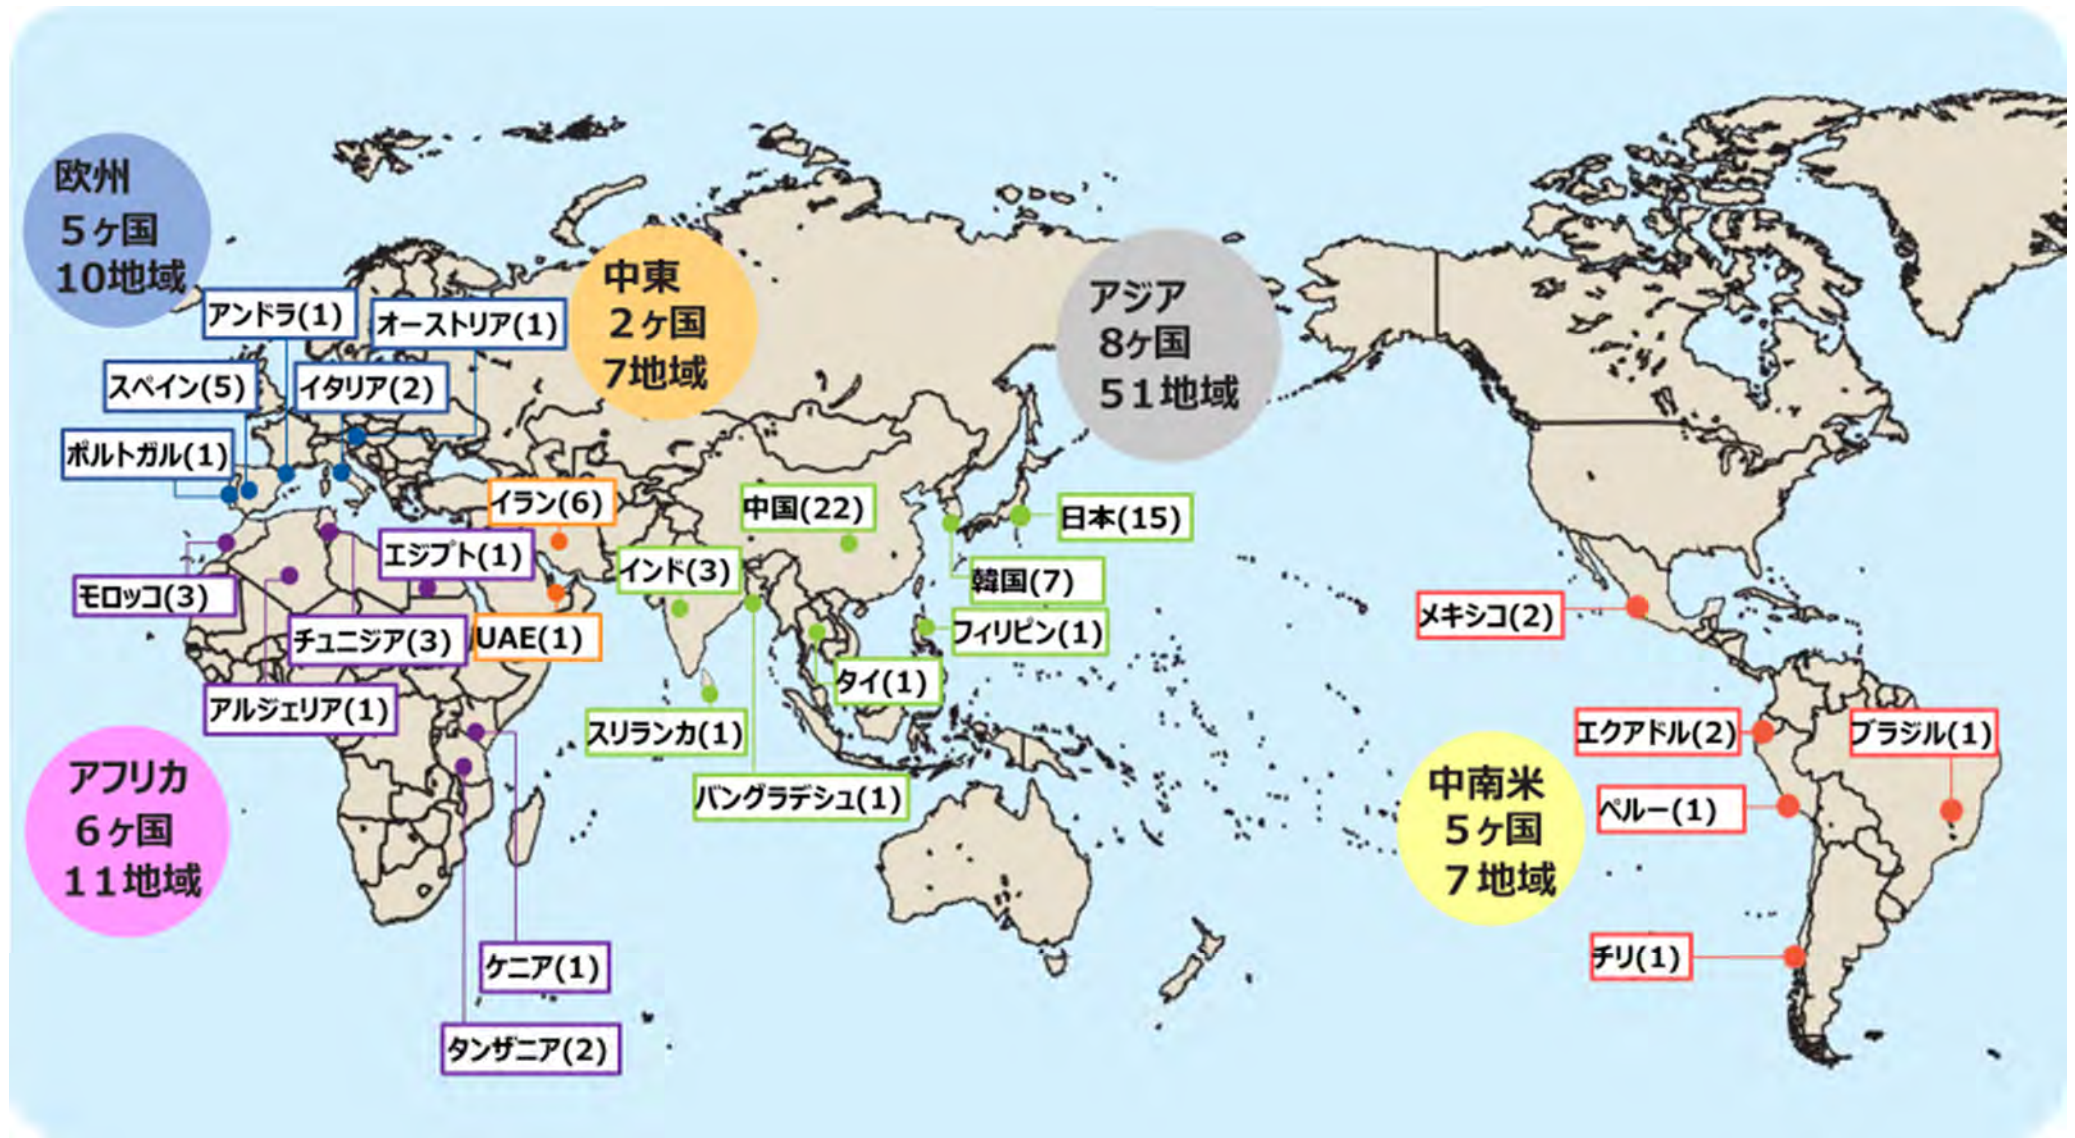 欧州
５ヶ国
10地域
中東
２ヶ国
7地域
アジア
8ヶ国
５１地域
アンドラ(1)
オーストリア(1)
スペイン(5)
イタリア(2)
ポルトガル(1)
イラン(6)
中国(22)
日本(15)
エジプト(1)
インド(3)
韓国(7)
モロッコ(3)
チュニジア(3)
UAE(1)
フィリピン(1)
メキシコ(2)
タイ(1)
アルジェリア(1)
スリランカ(1)
エクアドル(2)
ブラジル(1)
アフリカ
６ヶ国
１１地域
バングラデシュ(1)
中南米
５ヶ国
７地域
ペルー(1)
ケニア(1)
チリ(1)
タンザニア(2)